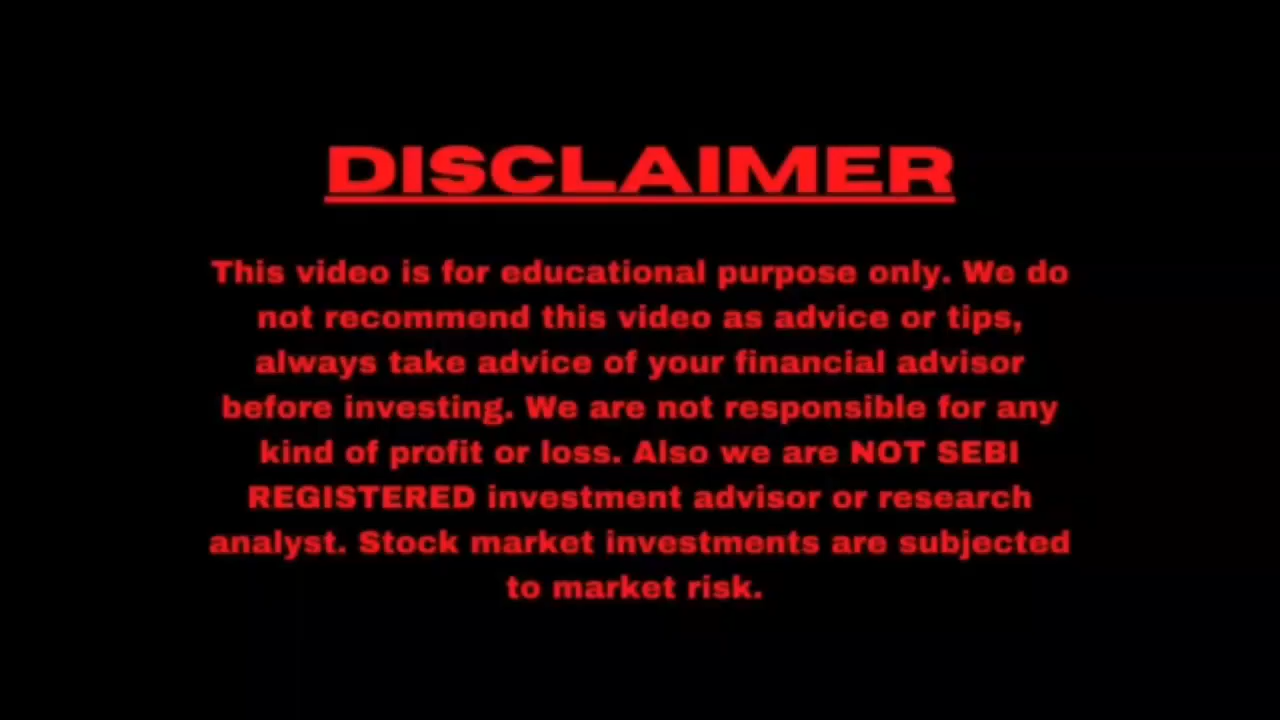 DISCLAIMER
This video is for educational purpose only. We do
not recommend this video as advice or tips,
always take advice of your financial advisor
before investing. We are not responsible for any
kind of profit or loss. Also we are NOT SEBI
REGISTERED investment advisor or research
analyst. Stock market investments are subjected
to market risk.